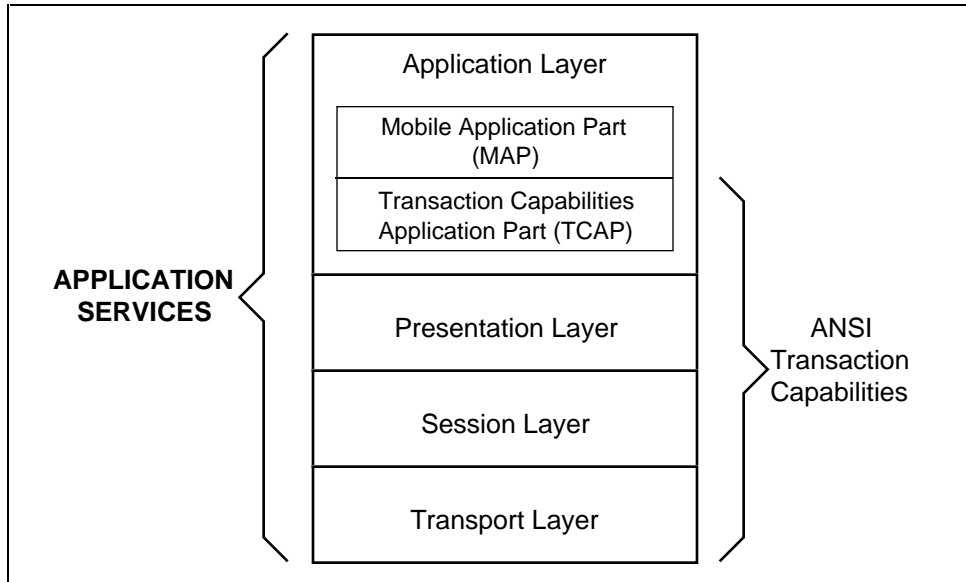 Application Layer
Mobile Application Part
(MAP)
Transaction Capabilities
Application Part (TCAP)
APPLICATION
SERVICES
Presentation Layer
ANSI
Transaction
Capabilities
Session Layer
Transport Layer